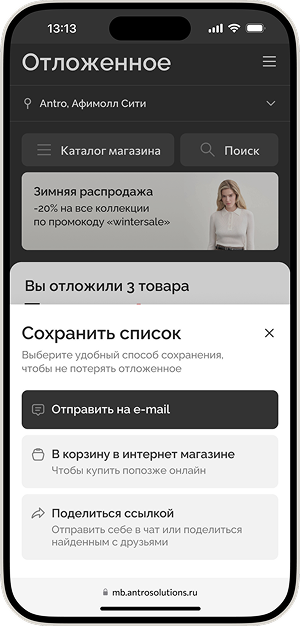 13:13
Отложенное
Antro, Афимолл Сити
Каталог магазина
Поиск
Зимняя распродажа
-20% на все коллекции
по промокоду «wintersale»
Вы отложили 3 товара
Сохранить список
Выберите удобный способ сохранения,
чтобы не потерять отложенное
Отправить на e-mail
В корзину в интернет магазине
Чтобы купить попозже онлайн
Поделиться ссылкой
Отправить себе в чат или поделиться
найденным с друзьями
mb.antrosolutions.ru